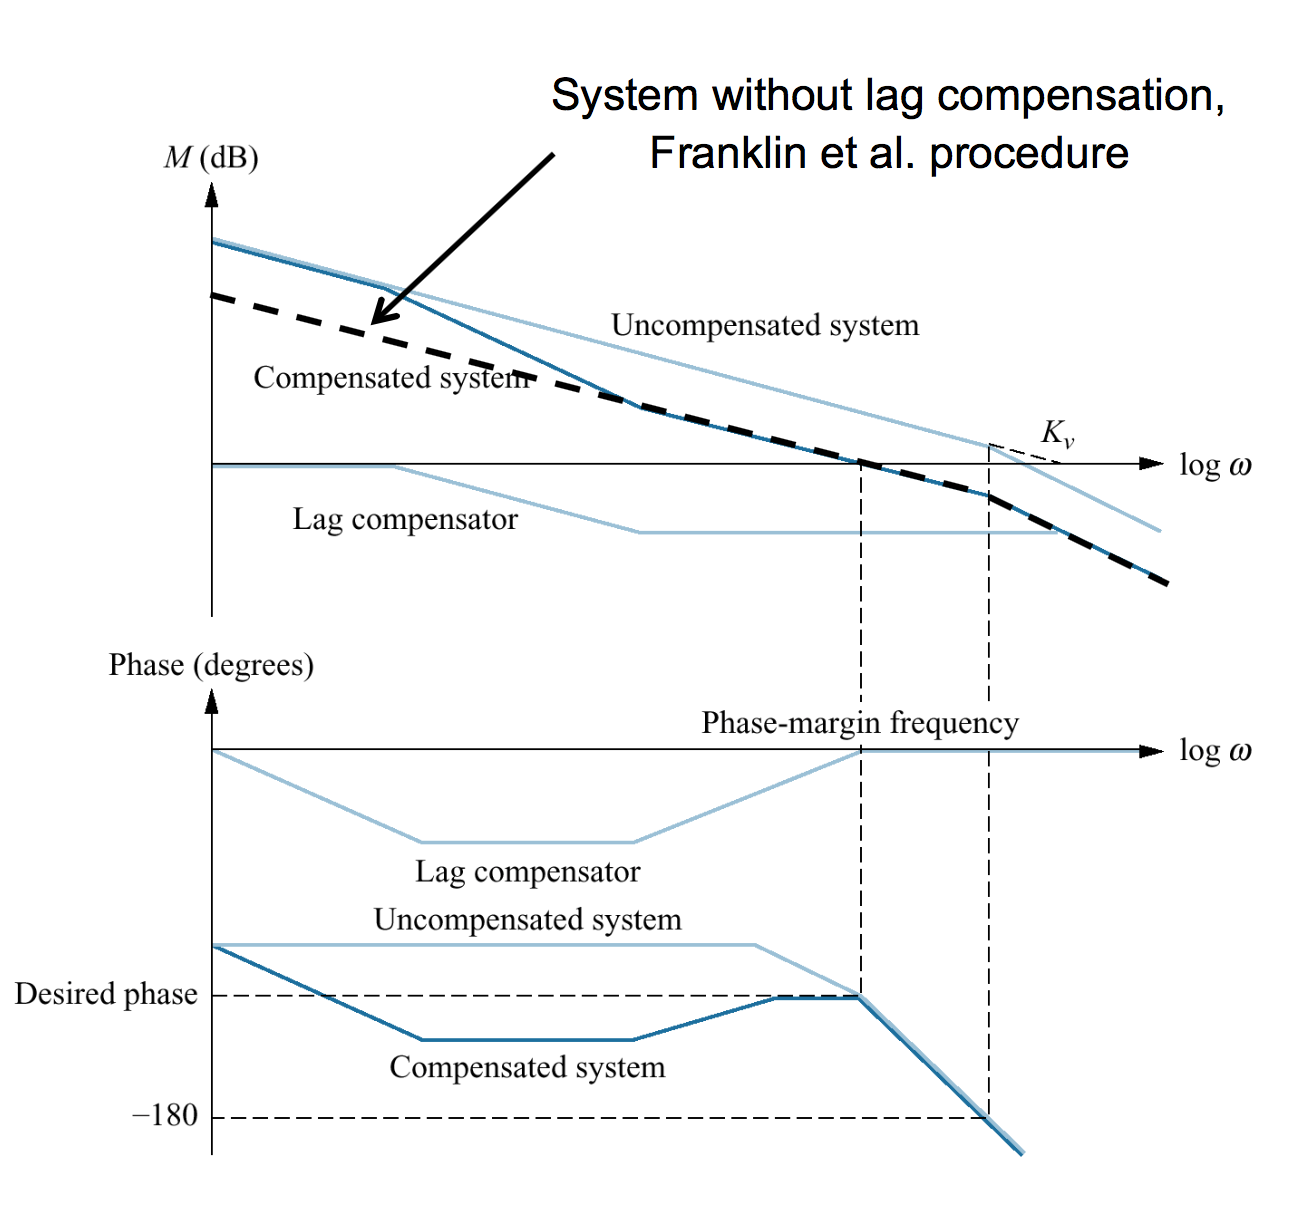 System without lag compensation,
Franklin et al. procedure
M (dB)
Uncompensated system
Compensated system
K_v
log ω
Lag compensator
Phase (degrees)
Phase-margin frequency
log ω
Lag compensator
Uncompensated system
Desired phase
Compensated system
−180